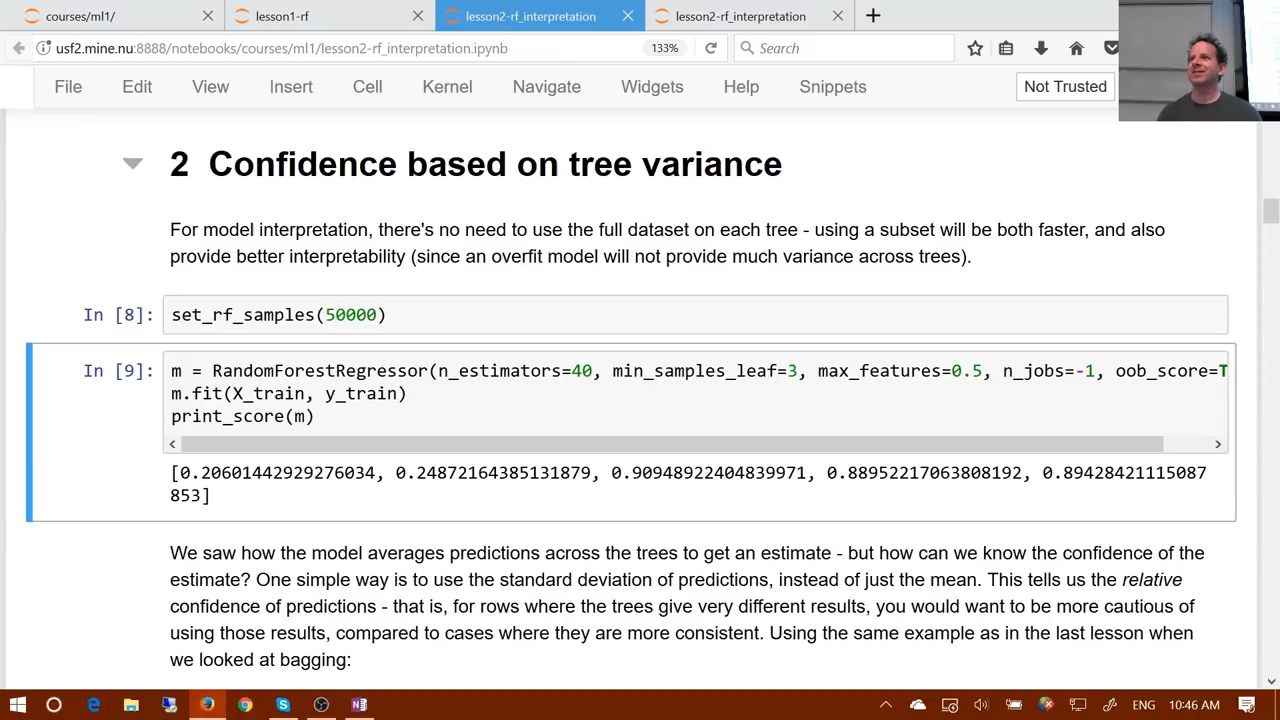 courses/ml1/
lesson1-rf
lesson2-rf_interpretation
lesson2-rf_interpretation
usf2.mine.nu:8888/notebooks/courses/ml1/lesson2-rf_interpretation.ipynb
133%
Search
File Edit View Insert Cell Kernel Navigate Widgets Help Snippets
Not Trusted
2 Confidence based on tree variance
For model interpretation, there's no need to use the full dataset on each tree - using a subset will be both faster, and also
provide better interpretability (since an overfit model will not provide much variance across trees).
In [8]: set_rf_samples(50000)
In [9]: m = RandomForestRegressor(n_estimators=40, min_samples_leaf=3, max_features=0.5, n_jobs=-1, oob_score=T
m.fit(X_train, y_train)
print_score(m)
[0.20601442929276034, 0.24872164385131879, 0.90948922404839971, 0.88952217063808192, 0.89428421115087
853]
We saw how the model averages predictions across the trees to get an estimate - but how can we know the confidence of the
estimate? One simple way is to use the standard deviation of predictions, instead of just the mean. This tells us the relative
confidence of predictions - that is, for rows where the trees give very different results, you would want to be more cautious of
using those results, compared to cases where they are more consistent. Using the same example as in the last lesson when
we looked at bagging:
ENG 10:46 AM